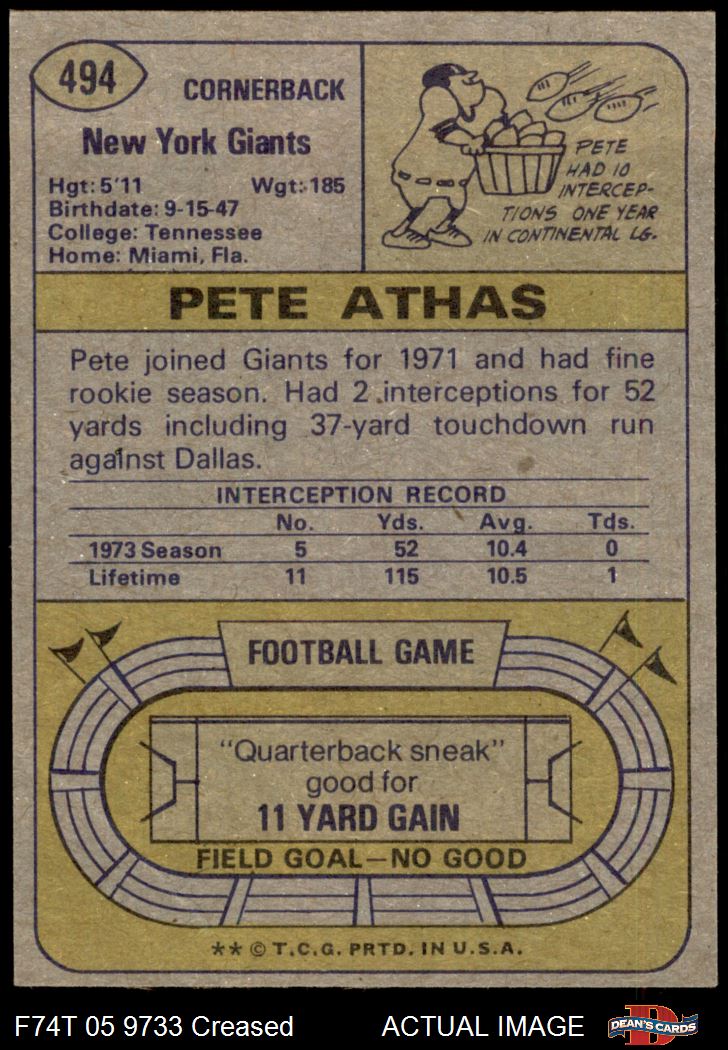 494
CORNERBACK
New York Giants
Hgt: 5'11 Wgt: 185
Birthdate: 9-15-47
College: Tennessee
Home: Miami, Fla.
PETE
HAD 10
INTERCEP-
TIONS ONE YEAR
IN CONTINENTAL LG.
PETE ATHAS
Pete joined Giants for 1971 and had fine
rookie season. Had 2 interceptions for 52
yards including 37-yard touchdown run
against Dallas.
INTERCEPTION RECORD
No. Yds. Avg. Tds.
1973 Season 5 52 10.4 0
Lifetime 11 115 10.5 1
FOOTBALL GAME
"Quarterback sneak"
good for
11 YARD GAIN
FIELD GOAL—NO GOOD
** © T.C.G. PRTD. IN U.S.A.
F74T 05 9733 Creased ACTUAL IMAGE
D
DEAN'S CARDS